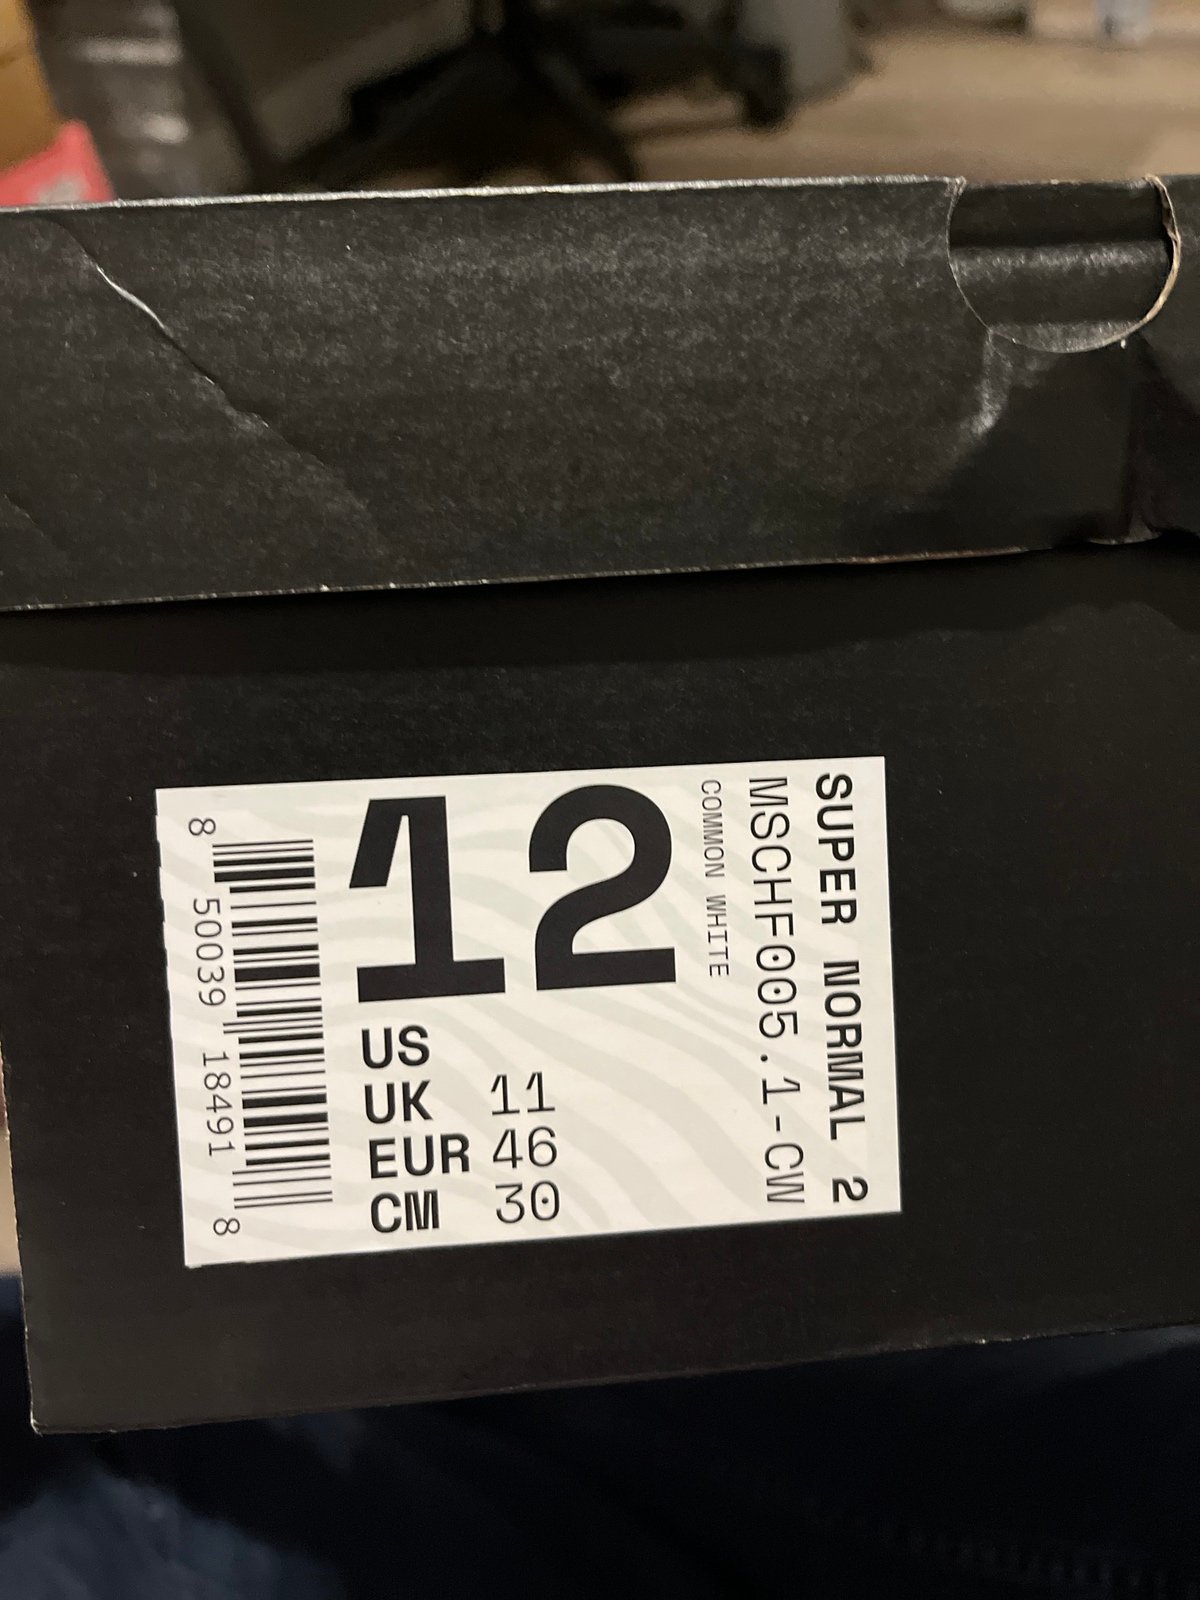 SUPER NORMAL 2
MSCHF005.1-CW
COMMON WHITE
12
US
UK 11
EUR 46
CM 30
8 50039 18491 8